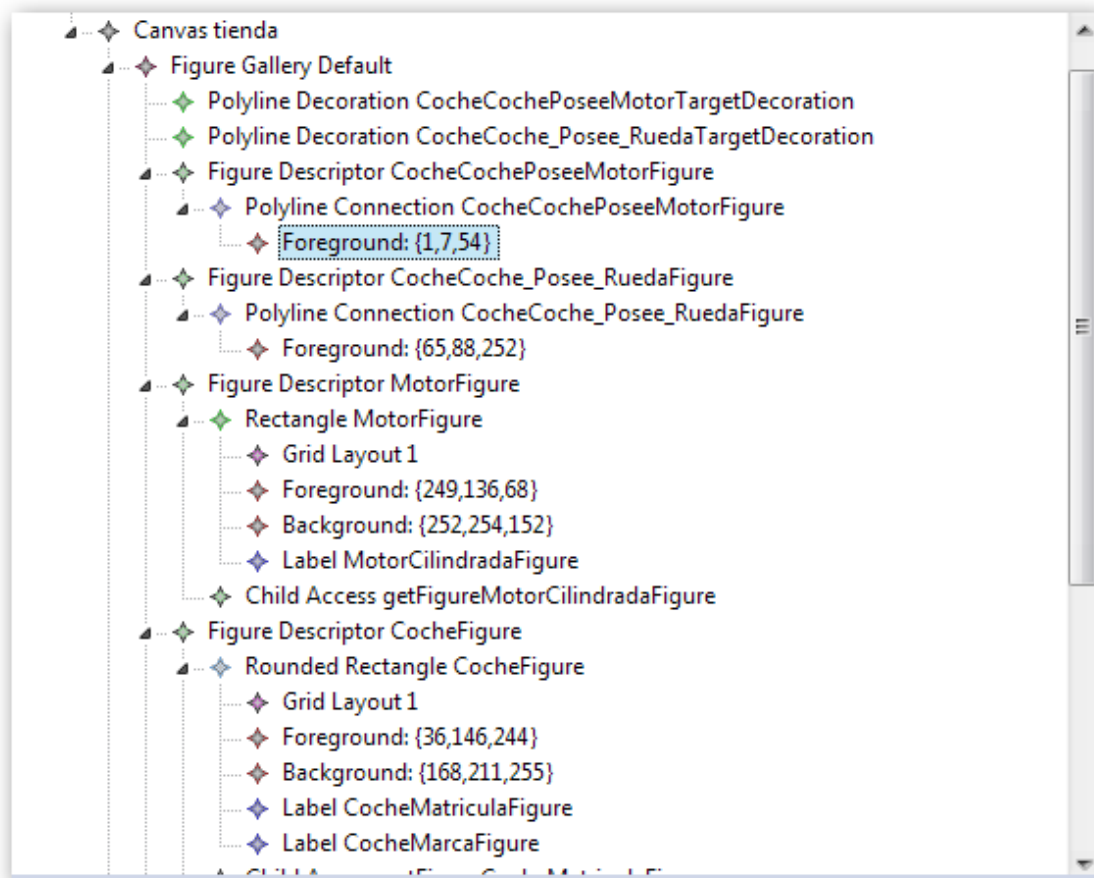 Canvas tienda
Figure Gallery Default
Polyline Decoration CocheCochePoseeMotorTargetDecoration
Polyline Decoration CocheCoche_Posee_RuedaTargetDecoration
Figure Descriptor CocheCochePoseeMotorFigure
Polyline Connection CocheCochePoseeMotorFigure
Foreground: {1,7,54}
Figure Descriptor CocheCoche_Posee_RuedaFigure
Polyline Connection CocheCoche_Posee_RuedaFigure
Foreground: {65,88,252}
Figure Descriptor MotorFigure
Rectangle MotorFigure
Grid Layout 1
Foreground: {249,136,68}
Background: {252,254,152}
Label MotorCilindradaFigure
Child Access getFigureMotorCilindradaFigure
Figure Descriptor CocheFigure
Rounded Rectangle CocheFigure
Grid Layout 1
Foreground: {36,146,244}
Background: {168,211,255}
Label CocheMatriculaFigure
Label CocheMarcaFigure